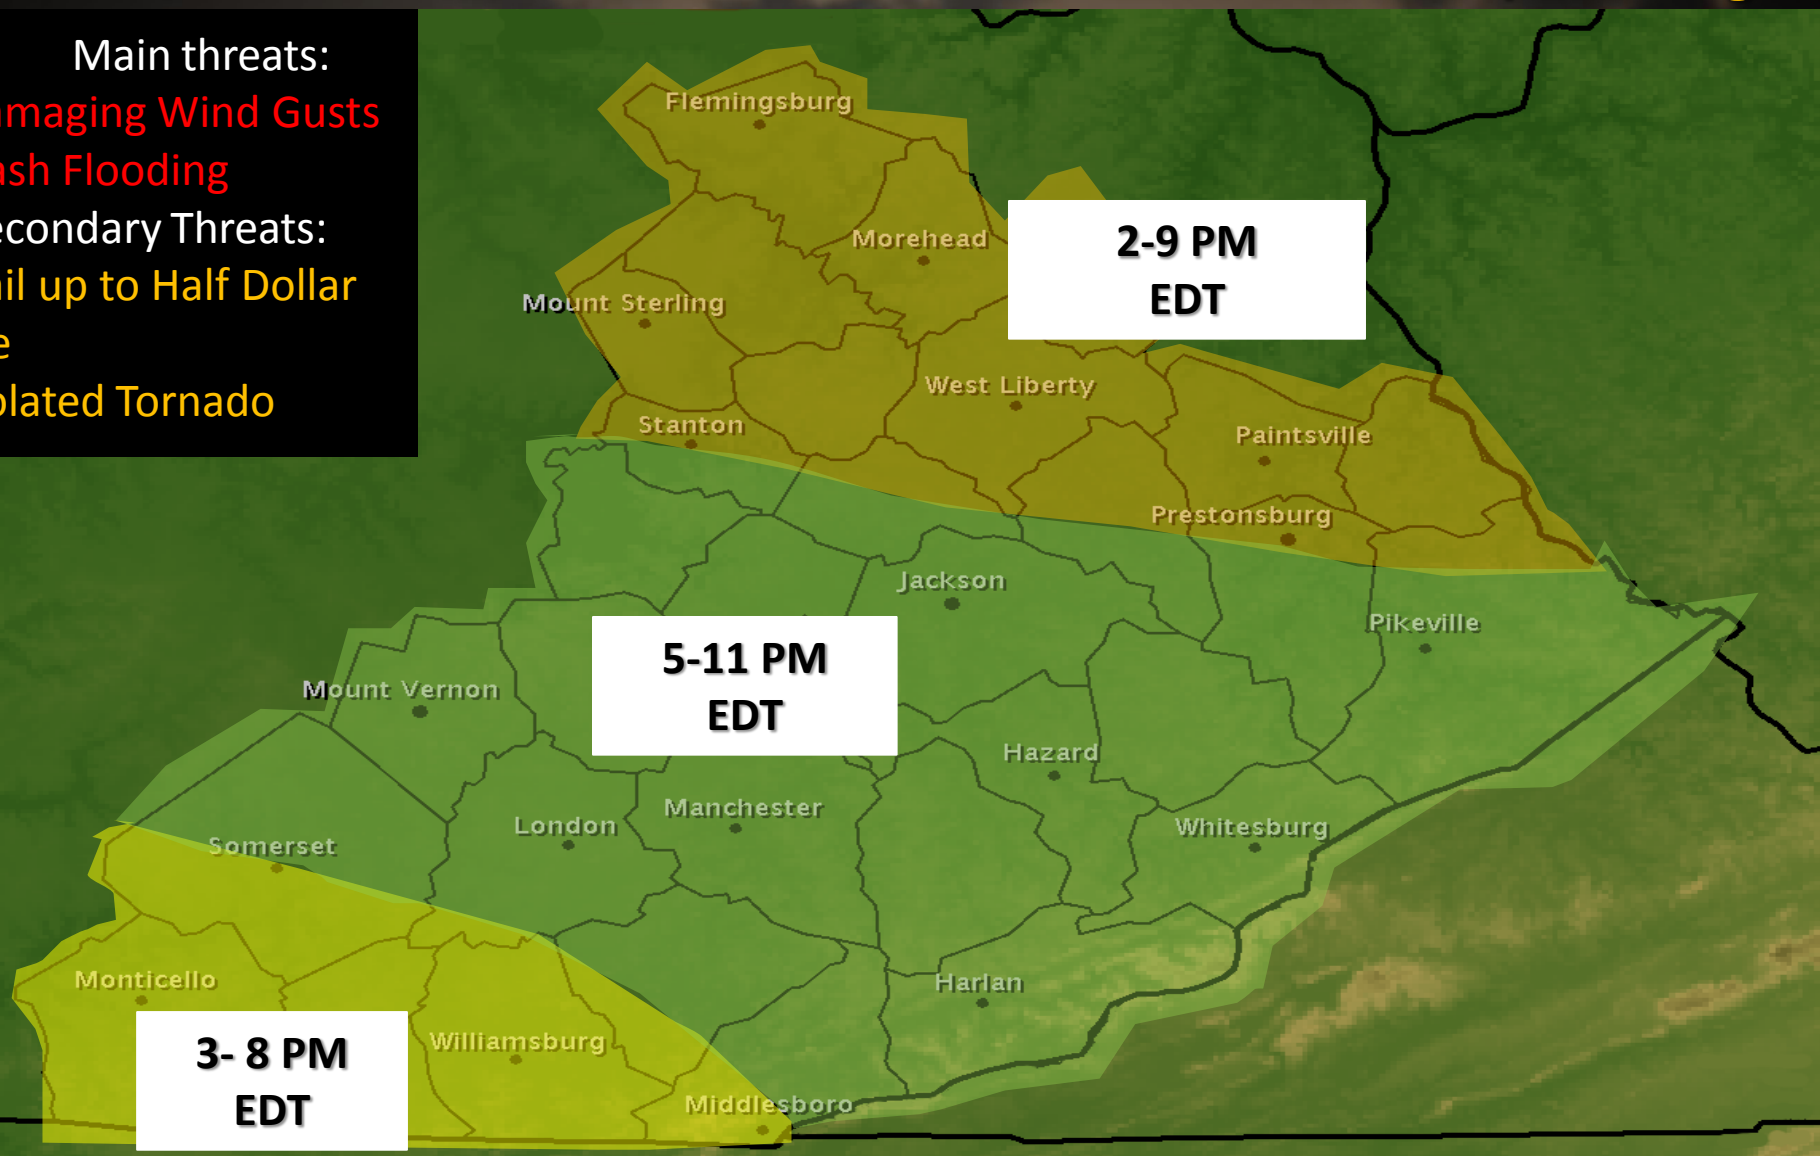 Main threats:
amaging Wind Gusts
ash Flooding
econdary Threats:
ail up to Half Dollar
e
olated Tornado
Flemingsburg
Morehead
2-9 PM
EDT
Mount Sterling
West Liberty
Stanton
Paintsville
Prestonsburg
Jackson
Pikeville
5-11 PM
EDT
Mount Vernon
Hazard
Manchester
London
Whitesburg
Somerset
Monticello
Harlan
Williamsburg
3- 8 PM
EDT
Middlesboro